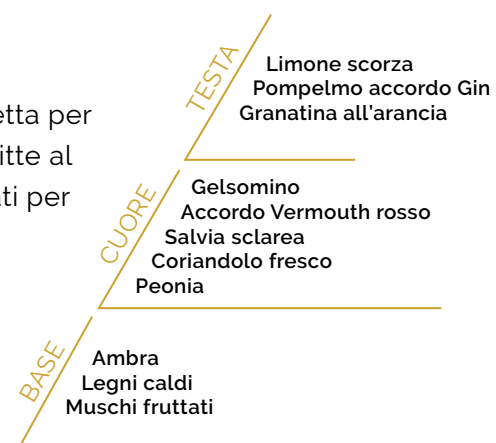 TESTA
Limone scorza
Pompelmo accordo Gin
Granatina all'arancia
etta per
itte al
ti per
CUORE
Gelsomino
Accordo Vermouth rosso
Salvia sclarea
Coriandolo fresco
Peonia
BASE
Ambra
Legni caldi
Muschi fruttati